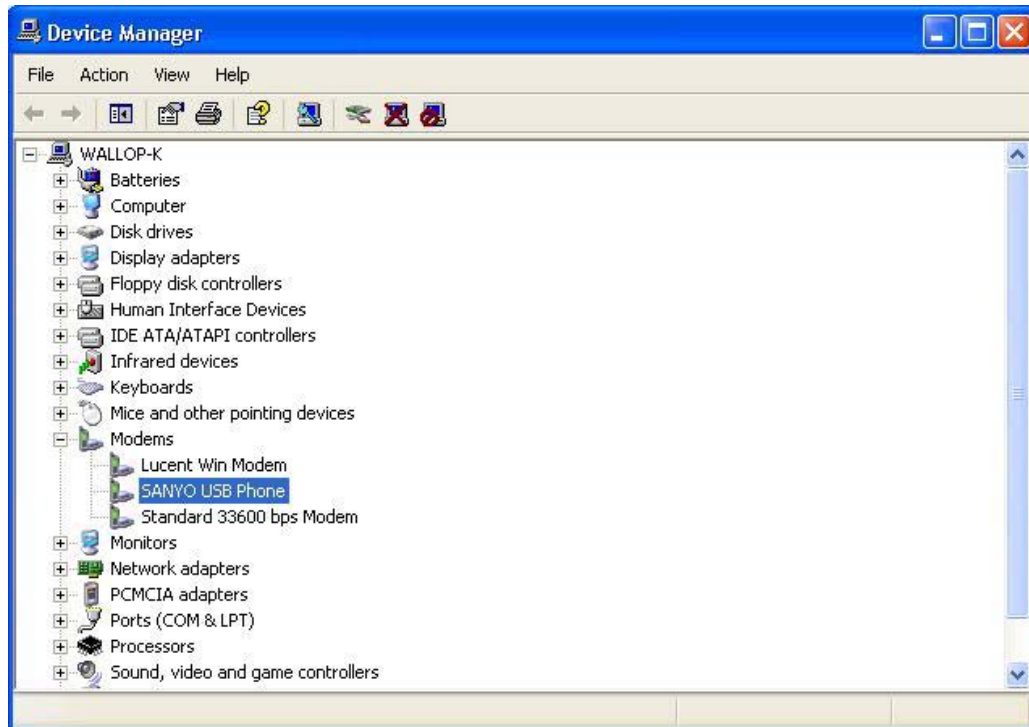 Device Manager
File Action View Help
WALLOP-K
Batteries
Computer
Disk drives
Display adapters
Floppy disk controllers
Human Interface Devices
IDE ATA/ATAPI controllers
Infrared devices
Keyboards
Mice and other pointing devices
Modems
Lucent Win Modem
SANYO USB Phone
Standard 33600 bps Modem
Monitors
Network adapters
PCMCIA adapters
Ports (COM & LPT)
Processors
Sound, video and game controllers